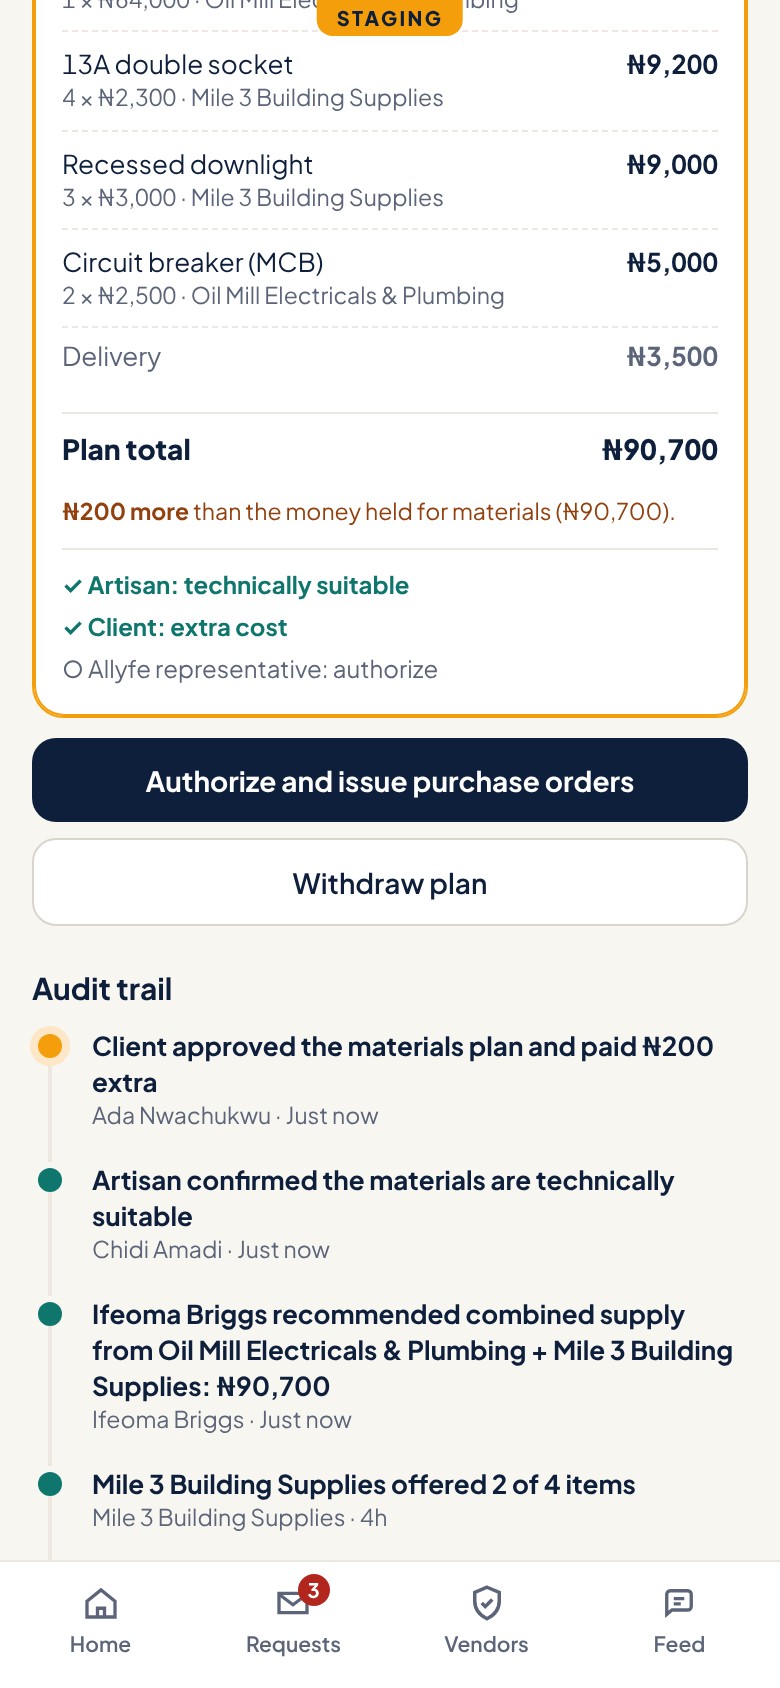 1 × ₦64,000 · Oil Mill Elec
bing
STAGING
13A double socket
₦9,200
4 × ₦2,300 · Mile 3 Building Supplies
Recessed downlight
₦9,000
3 × ₦3,000 · Mile 3 Building Supplies
Circuit breaker (MCB)
₦5,000
2 × ₦2,500 · Oil Mill Electricals & Plumbing
Delivery
₦3,500
Plan total
₦90,700
₦200 more than the money held for materials (₦90,700).
✓ Artisan: technically suitable
✓ Client: extra cost
○ Allyfe representative: authorize
Authorize and issue purchase orders
Withdraw plan
Audit trail
Client approved the materials plan and paid ₦200
extra
Ada Nwachukwu · Just now
Artisan confirmed the materials are technically
suitable
Chidi Amadi · Just now
Ifeoma Briggs recommended combined supply
from Oil Mill Electricals & Plumbing + Mile 3 Building
Supplies: ₦90,700
Ifeoma Briggs · Just now
Mile 3 Building Supplies offered 2 of 4 items
Mile 3 Building Supplies · 4h
3
Home
Requests
Vendors
Feed